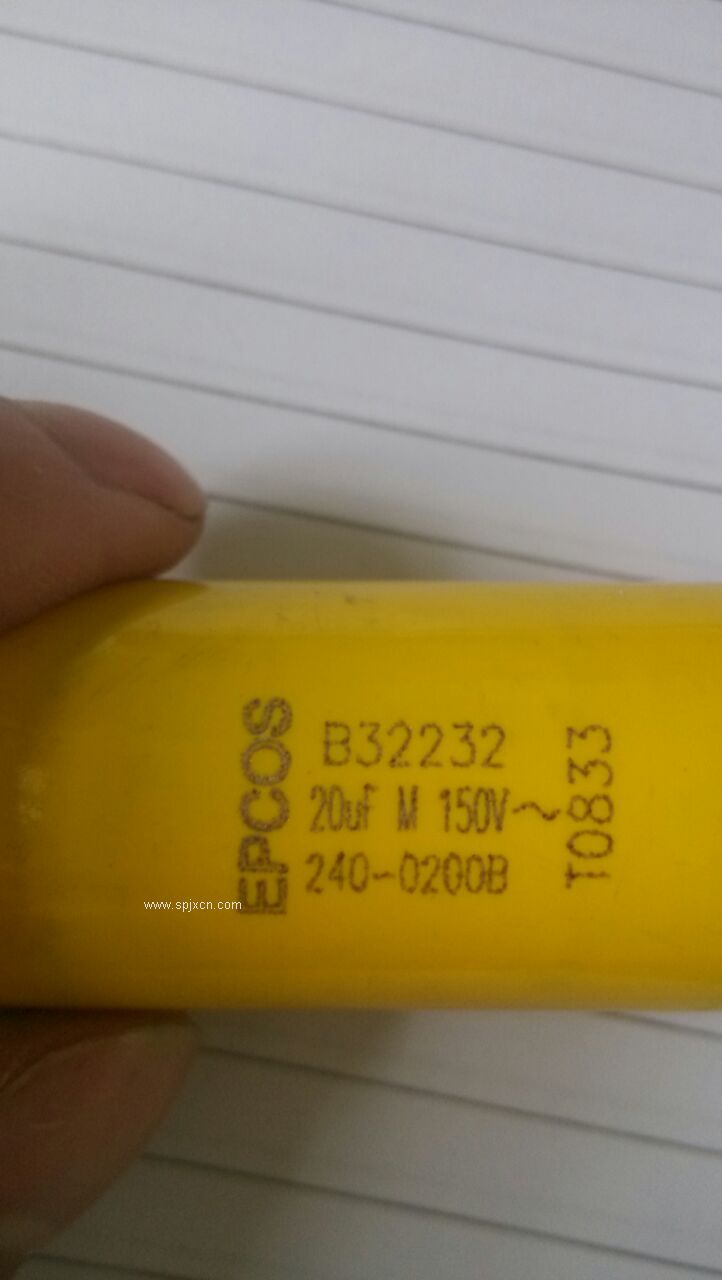 EPCOS
B32232
20uF M 150V~
240-0200B
T0833
www.spjxcn.com